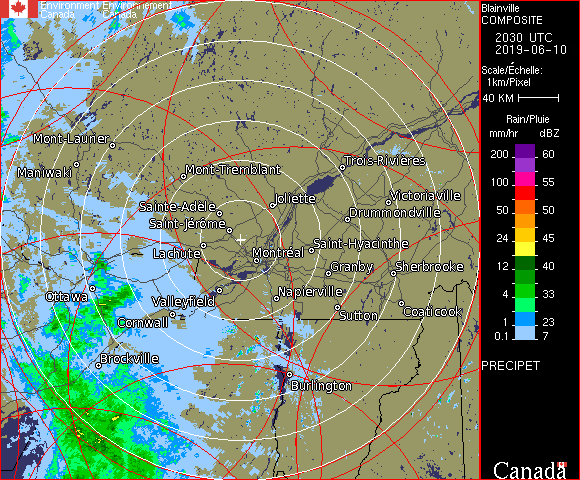 Environment Environnement
Canada Canada
Blainville
COMPOSITE
2030 UTC
2019-06-10
Scale/Échelle:
1km/Pixel
40 KM
Rain/Pluie
mm/hr dBZ
200 60
100 55
50 50
24 45
12 40
4 33
1 23
0.1 7
PRECIPET
Canada
Mont-Laurier
Maniwaki
Mont-Tremblant
Trois-Rivières
Sainte-Adèle
Joliette
Victoriaville
Drummondville
Saint-Jérôme
Lachute
Montréal
Saint-Hyacinthe
Granby
Sherbrooke
Ottawa
Valleyfield
Napierville
Cornwall
Sutton
Coaticook
Brockville
Burlington